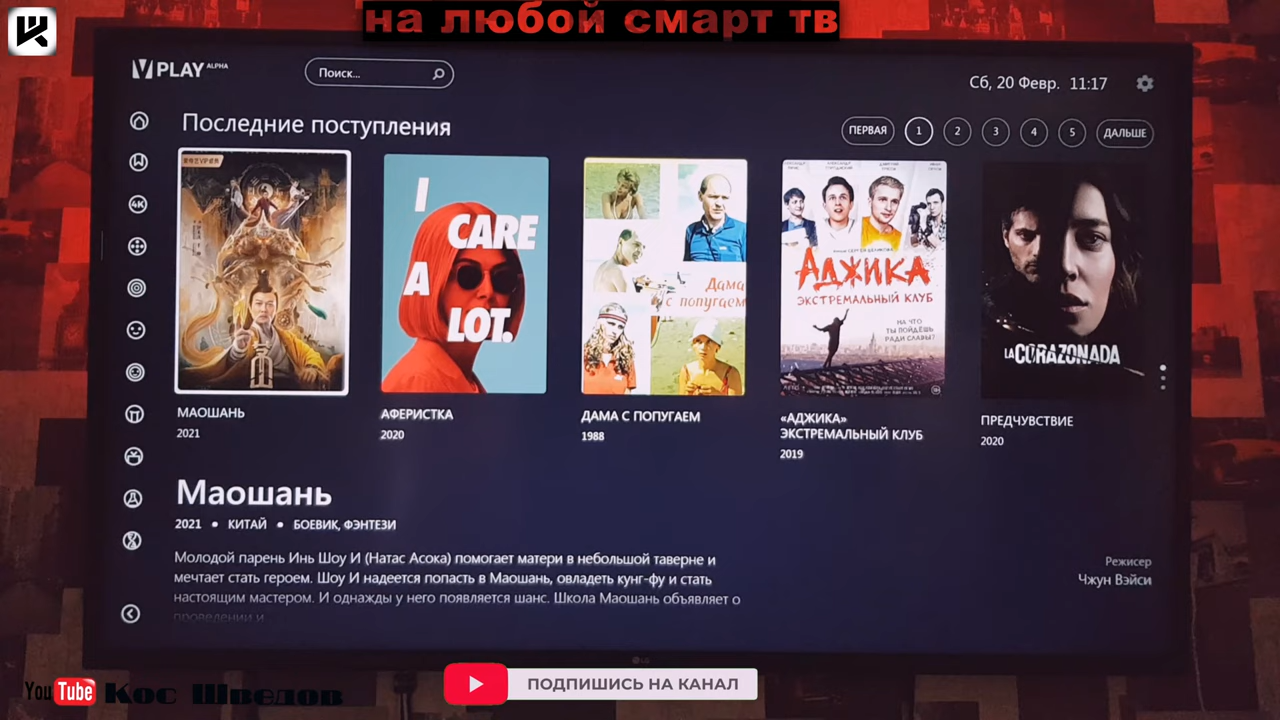 на любой смарт тв
VPLAY ALPHA
Поиск...
Сб, 20 Февр. 11:17
Последние поступления
ПЕРВАЯ 1 2 3 4 5 ДАЛЬШЕ
4K
I CARE A LOT.
Дама с попугаем
АДЖИКА
ЭКСТРЕМАЛЬНЫЙ КЛУБ
НА ЧТО
ТЫ ПОЙДЁШЬ
РАДИ СЛАВЫ?
LA CORAZONADA
МАОШАНЬ
2021
АФЕРИСТКА
2020
ДАМА С ПОПУГАЕМ
1988
«АДЖИКА»
ЭКСТРЕМАЛЬНЫЙ КЛУБ
2019
ПРЕДЧУВСТВИЕ
2020
Маошань
2021 • КИТАЙ • БОЕВИК, ФЭНТЕЗИ
Молодой парень Инь Шоу И (Натас Асока) помогает матери в небольшой таверне и
мечтает стать героем. Шоу И надеется попасть в Маошань, овладеть кунг-фу и стать
настоящим мастером. И однажды у него появляется шанс. Школа Маошань объявляет о
проведении и
Режисер
Чжун Вэйси
LG
YouTube Кос Шведов
ПОДПИШИСЬ НА КАНАЛ